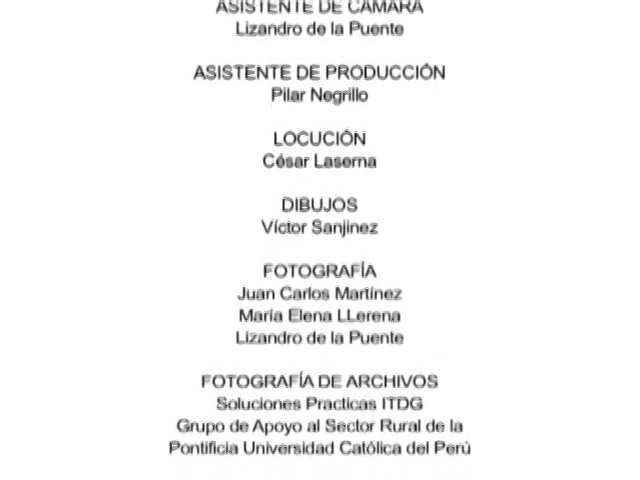 ASISTENTE DE CÁMARA
Lizandro de la Puente
ASISTENTE DE PRODUCCIÓN
Pilar Negrillo
LOCUCIÓN
César Laserna
DIBUJOS
Víctor Sanjinez
FOTOGRAFÍA
Juan Carlos Martínez
María Elena LLerena
Lizandro de la Puente
FOTOGRAFÍA DE ARCHIVOS
Soluciones Practicas ITDG
Grupo de Apoyo al Sector Rural de la
Pontificia Universidad Católica del Perú